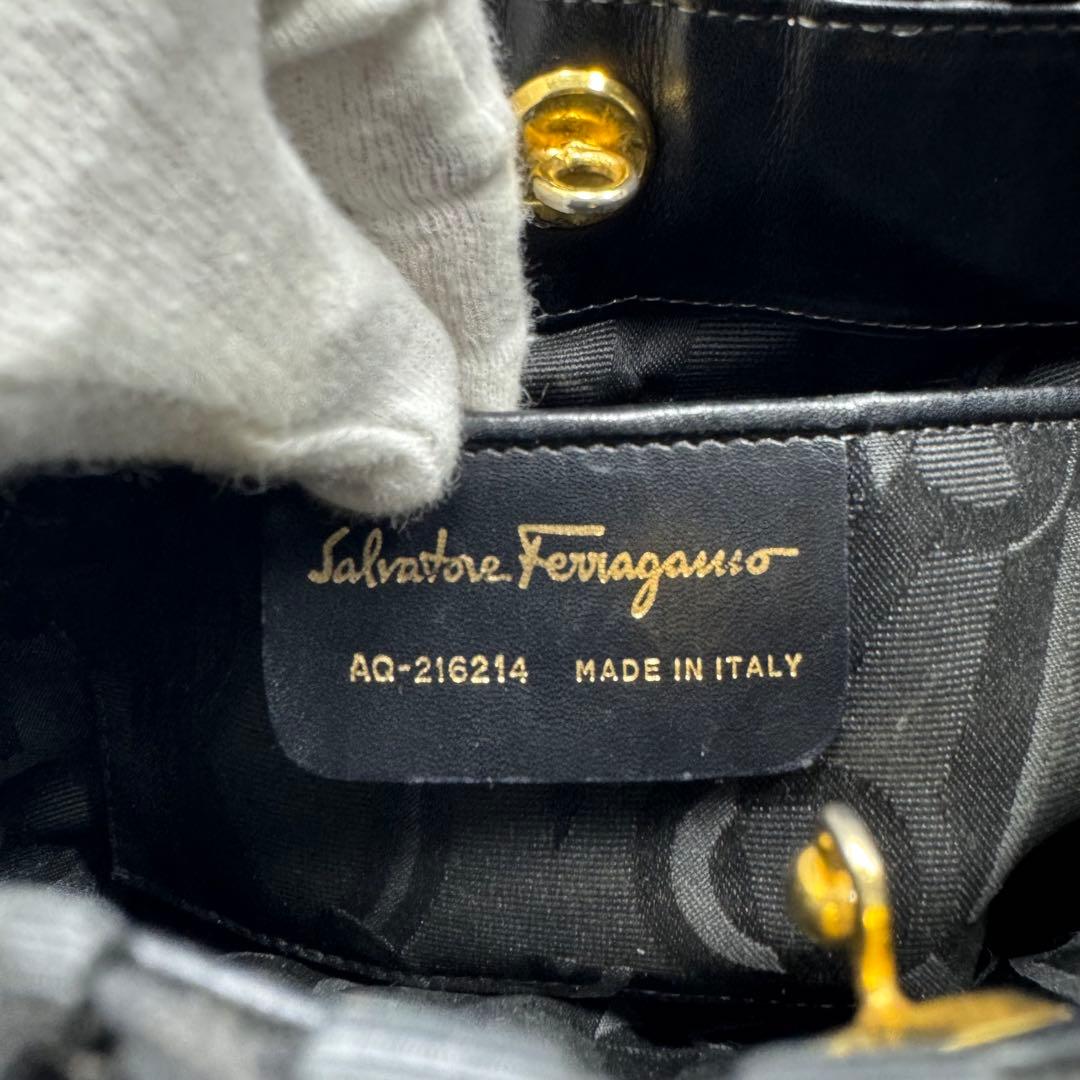 Salvatore Ferragamo
AQ-216214 MADE IN ITALY